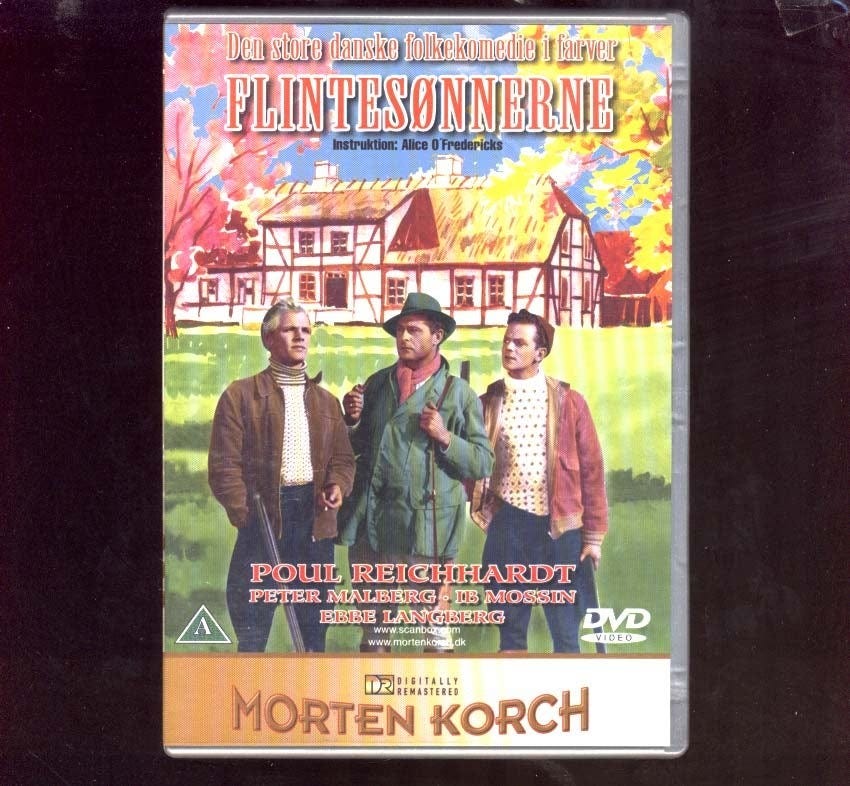 Den store danske folkekomedie i farver
FLINTESØNNERNE
Instruktion: Alice O´Fredericks
POUL REICHHARDT
PETER MALBERG · IB MOSSIN
EBBE LANGBERG
www.scanbox.com
www.mortenkorch.dk
A
DVD
VIDEO
DR DIGITALLY
REMASTERED
MORTEN KORCH